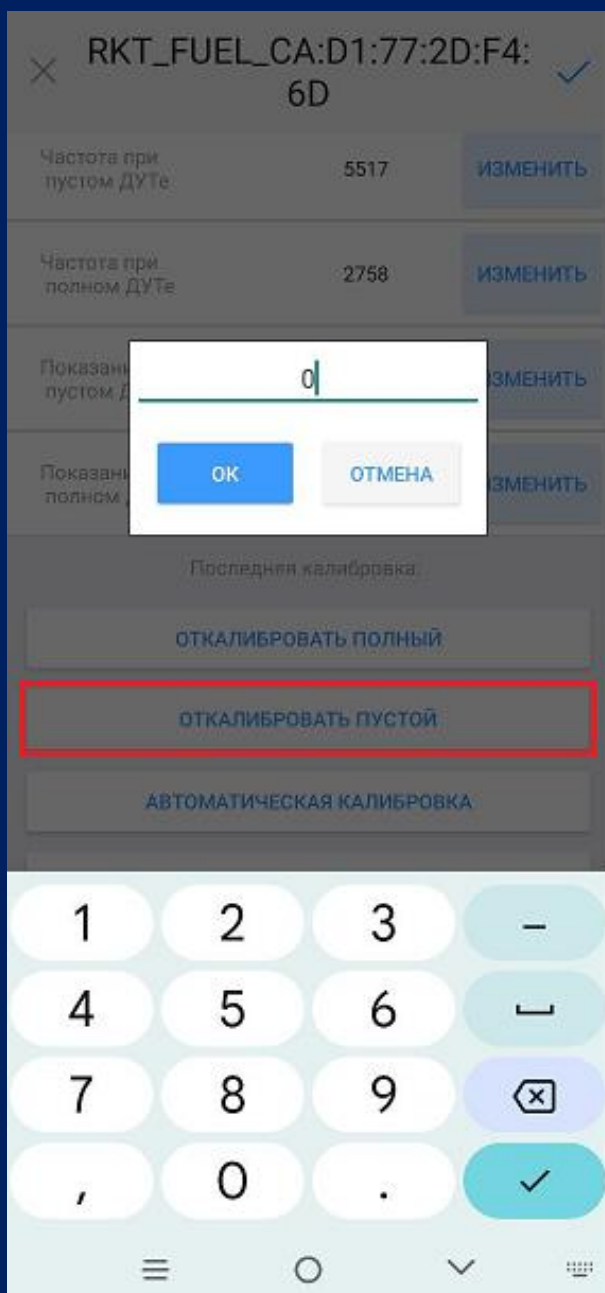 RKT_FUEL_CA:D1:77:2D:F4:
6D
Частота при
пустом ДУТе
5517
ИЗМЕНИТЬ
Частота при
полном ДУТе
2758
ИЗМЕНИТЬ
пустом
0
ОК
ОТМЕНА
полном
Последняя калибровка:
ОТКАЛИБРОВАТЬ ПОЛНЫЙ
ОТКАЛИБРОВАТЬ ПУСТОЙ
АВТОМАТИЧЕСКАЯ КАЛИБРОВКА
1 2 3 –
4 5 6
7 8 9
, 0 .